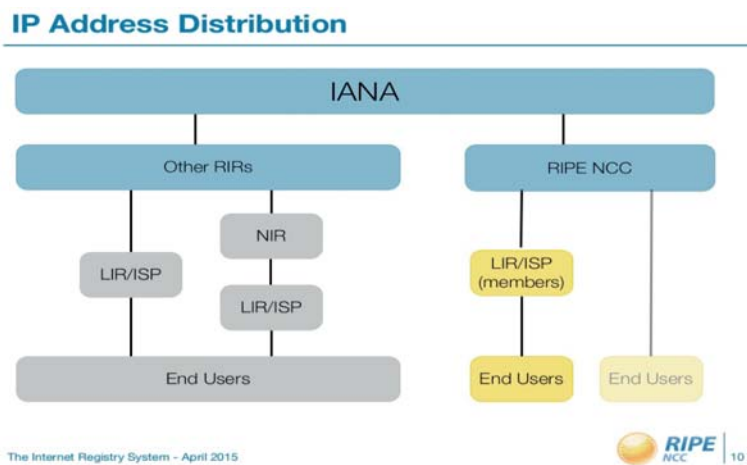 IP Address Distribution
IANA
Other RIRs
RIPE NCC
NIR
LIR/ISP
LIR/ISP
(members)
LIR/ISP
End Users
End Users
End Users
The Internet Registry System - April 2015
RIPE
NCC
10